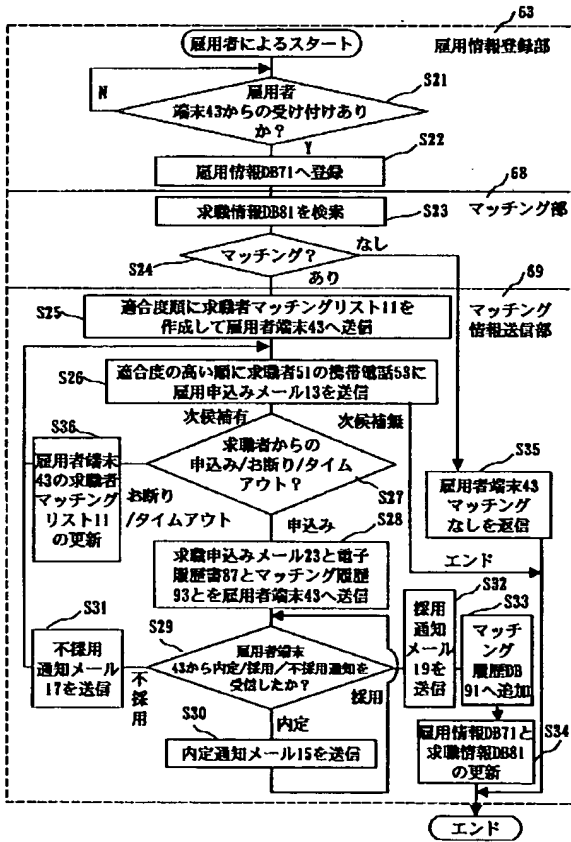 63
雇用者によるスタート
雇用情報登録部
S21
雇用者
端末43からの受け付けあり
か?
N
Y
S22
雇用情報DB71へ登録
68
求職情報DB81を検索
S23
マッチング部
マッチング?
なし
S24
あり
69
S25
適合度順に求職者マッチングリスト11を
作成して雇用者端末43へ送信
マッチング
情報送信部
S26
適合度の高い順に求職者51の携帯電話53に
雇用申込みメール13を送信
次候補有
次候補無
S36
雇用者端末
43の求職者
マッチング
リスト11
の更新
求職者からの
申込み/お断り/タイム
アウト?
S27
お断り
/タイムアウト
申込み
S28
S35
雇用者端末43
マッチング
なしを返信
求職申込みメール23と電子
履歴書87とマッチング履歴
93とを雇用者端末43へ送信
エンド
S31
不採用
通知メール
17を送信
不採用
S29
雇用者端末
43から内定/採用/不採用通知を
受信したか?
採用
S32
採用
通知
メール
19を
送信
S33
マッチ
ング
履歴DB
91へ追加
内定
S30
内定通知メール15を送信
雇用情報DB71と
求職情報DB81
の更新
S34
エンド